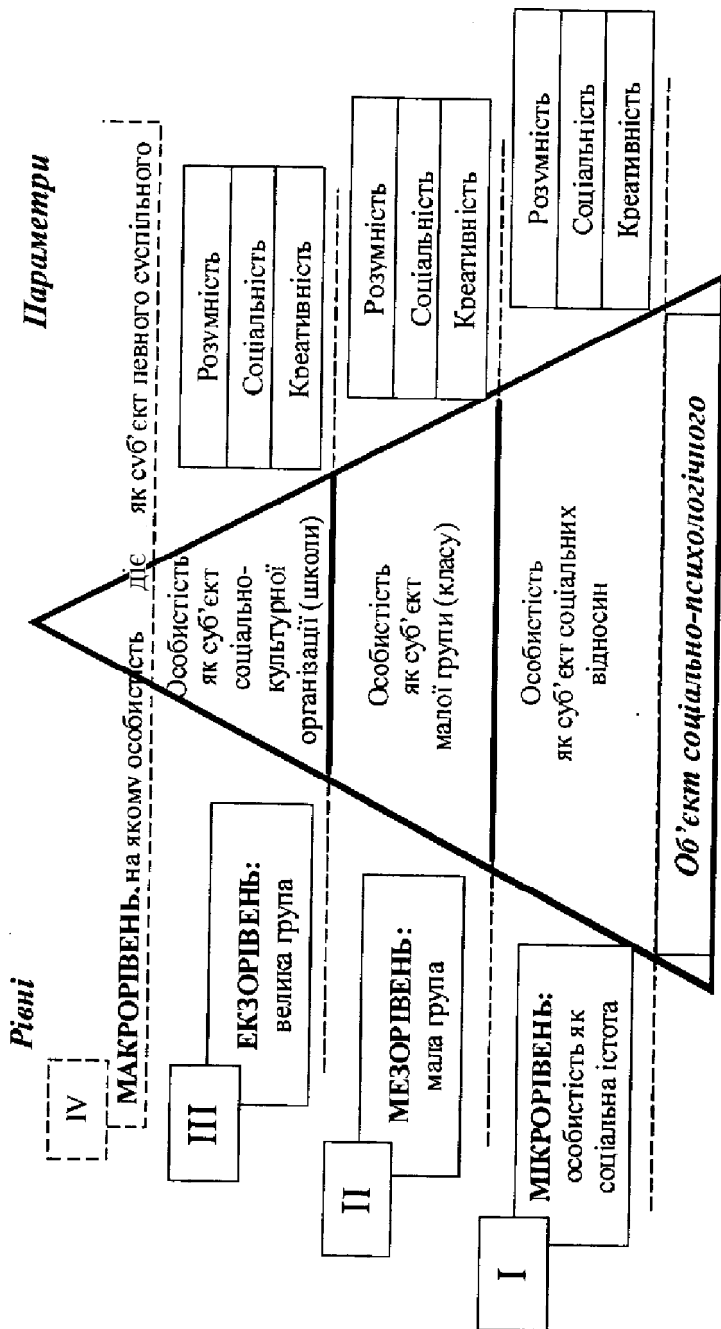 Рівні
Параметри
IV
МАКРОРІВЕНЬ, на якому особистість діє як суб’єкт певного суспільного
III
ЕКЗОРІВЕНЬ:
велика група
Особистість
як суб’єкт
соціально-
культурної
організації (школи)
Розумність
Соціальність
Креативність
II
МЕЗОРІВЕНЬ:
мала група
Особистість
як суб’єкт
малої групи (класу)
Розумність
Соціальність
Креативність
I
МІКРОРІВЕНЬ:
особистість як
соціальна істота
Особистість
як суб’єкт соціальних
відносин
Розумність
Соціальність
Креативність
Об’єкт соціально-психологічного